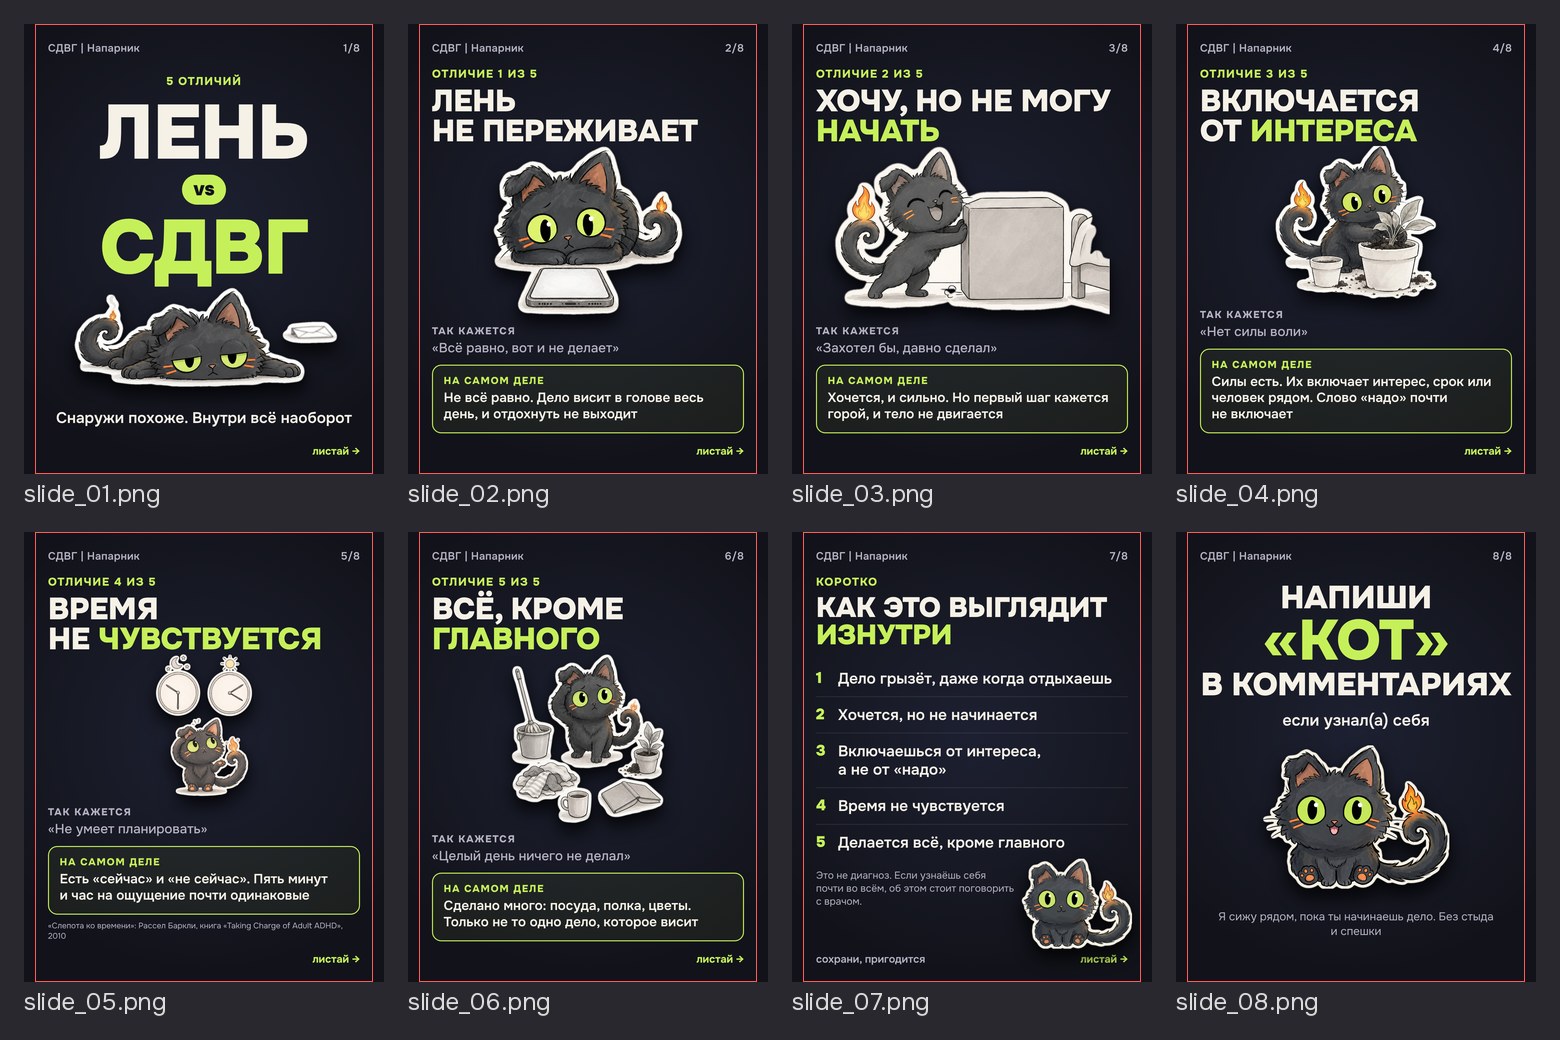 СДВГ | Напарник
1/8
5 ОТЛИЧИЙ
ЛЕНЬ
vs
СДВГ
Снаружи похоже. Внутри всё наоборот
листай →
slide_01.png
СДВГ | Напарник
2/8
ОТЛИЧИЕ 1 ИЗ 5
ЛЕНЬ
НЕ ПЕРЕЖИВАЕТ
ТАК КАЖЕТСЯ
«Всё равно, вот и не делает»
НА САМОМ ДЕЛЕ
Не всё равно. Дело висит в голове весь
день, и отдохнуть не выходит
листай →
slide_02.png
СДВГ | Напарник
3/8
ОТЛИЧИЕ 2 ИЗ 5
ХОЧУ, НО НЕ МОГУ
НАЧАТЬ
ТАК КАЖЕТСЯ
«Захотел бы, давно сделал»
НА САМОМ ДЕЛЕ
Хочется, и сильно. Но первый шаг кажется
горой, и тело не двигается
листай →
slide_03.png
СДВГ | Напарник
4/8
ОТЛИЧИЕ 3 ИЗ 5
ВКЛЮЧАЕТСЯ
ОТ ИНТЕРЕСА
ТАК КАЖЕТСЯ
«Нет силы воли»
НА САМОМ ДЕЛЕ
Силы есть. Их включает интерес, срок или
человек рядом. Слово «надо» почти
не включает
листай →
slide_04.png
СДВГ | Напарник
5/8
ОТЛИЧИЕ 4 ИЗ 5
ВРЕМЯ
НЕ ЧУВСТВУЕТСЯ
ТАК КАЖЕТСЯ
«Не умеет планировать»
НА САМОМ ДЕЛЕ
Есть «сейчас» и «не сейчас». Пять минут
и час на ощущение почти одинаковые
«Слепота ко времени»: Рассел Баркли, книга «Taking Charge of Adult ADHD»,
2010
листай →
slide_05.png
СДВГ | Напарник
6/8
ОТЛИЧИЕ 5 ИЗ 5
ВСЁ, КРОМЕ
ГЛАВНОГО
ТАК КАЖЕТСЯ
«Целый день ничего не делал»
НА САМОМ ДЕЛЕ
Сделано много: посуда, полка, цветы.
Только не то одно дело, которое висит
листай →
slide_06.png
СДВГ | Напарник
7/8
КОРОТКО
КАК ЭТО ВЫГЛЯДИТ
ИЗНУТРИ
1 Дело грызёт, даже когда отдыхаешь
2 Хочется, но не начинается
3 Включаешься от интереса,
а не от «надо»
4 Время не чувствуется
5 Делается всё, кроме главного
Это не диагноз. Если узнаёшь себя
почти во всём, об этом стоит поговорить
с врачом.
сохрани, пригодится
листай →
slide_07.png
СДВГ | Напарник
8/8
НАПИШИ
«КОТ»
В КОММЕНТАРИЯХ
если узнал(а) себя
Я сижу рядом, пока ты начинаешь дело. Без стыда
и спешки
slide_08.png